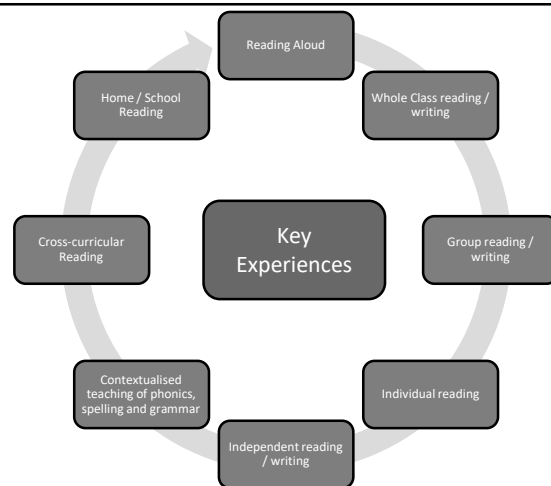 Reading Aloud
Whole Class reading /
writing
Group reading /
writing
Individual reading
Independent reading
/ writing
Contextualised
teaching of phonics,
spelling and grammar
Cross-curricular
Reading
Home / School
Reading
Key
Experiences